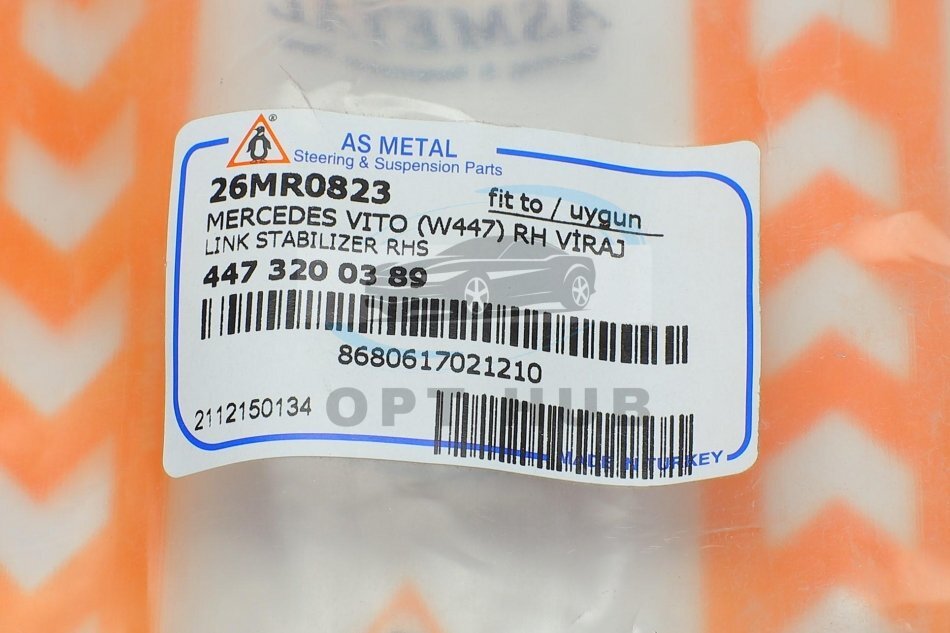 ASMETAL
®
AS METAL
Steering & Suspension Parts
26MR0823
fit to / uygun
MERCEDES VITO (W447) RH VİRAJ
LINK STABILIZER RHS
447 320 03 89
8680617021210
2112150134
OPT HUB
MADE IN TURKEY